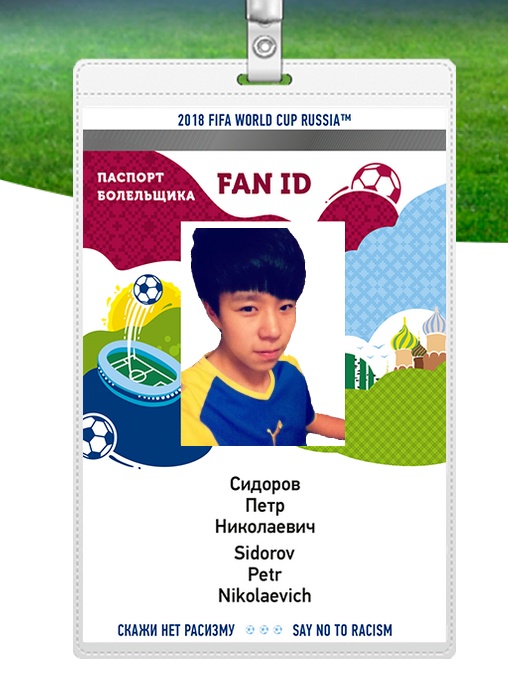 2018 FIFA WORLD CUP RUSSIA™
ПАСПОРТ
БОЛЕЛЬЩИКА
FAN ID
Сидоров
Петр
Николаевич
Sidorov
Petr
Nikolaevich
СКАЖИ НЕТ РАСИЗМУ SAY NO TO RACISM